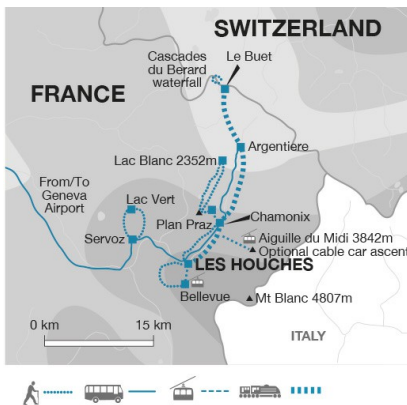 SWITZERLAND
Cascades
du Berard
waterfall
Le Buet
FRANCE
Argentière
Lac Blanc 2352m
From/To
Geneva
Airport
Lac Vert
Plan Praz
Chamonix
Servoz
Aiguille du Midi 3842m
Optional cable car ascent
LES HOUCHES
Bellevue
Mt Blanc 4807m
0 km 15 km
ITALY